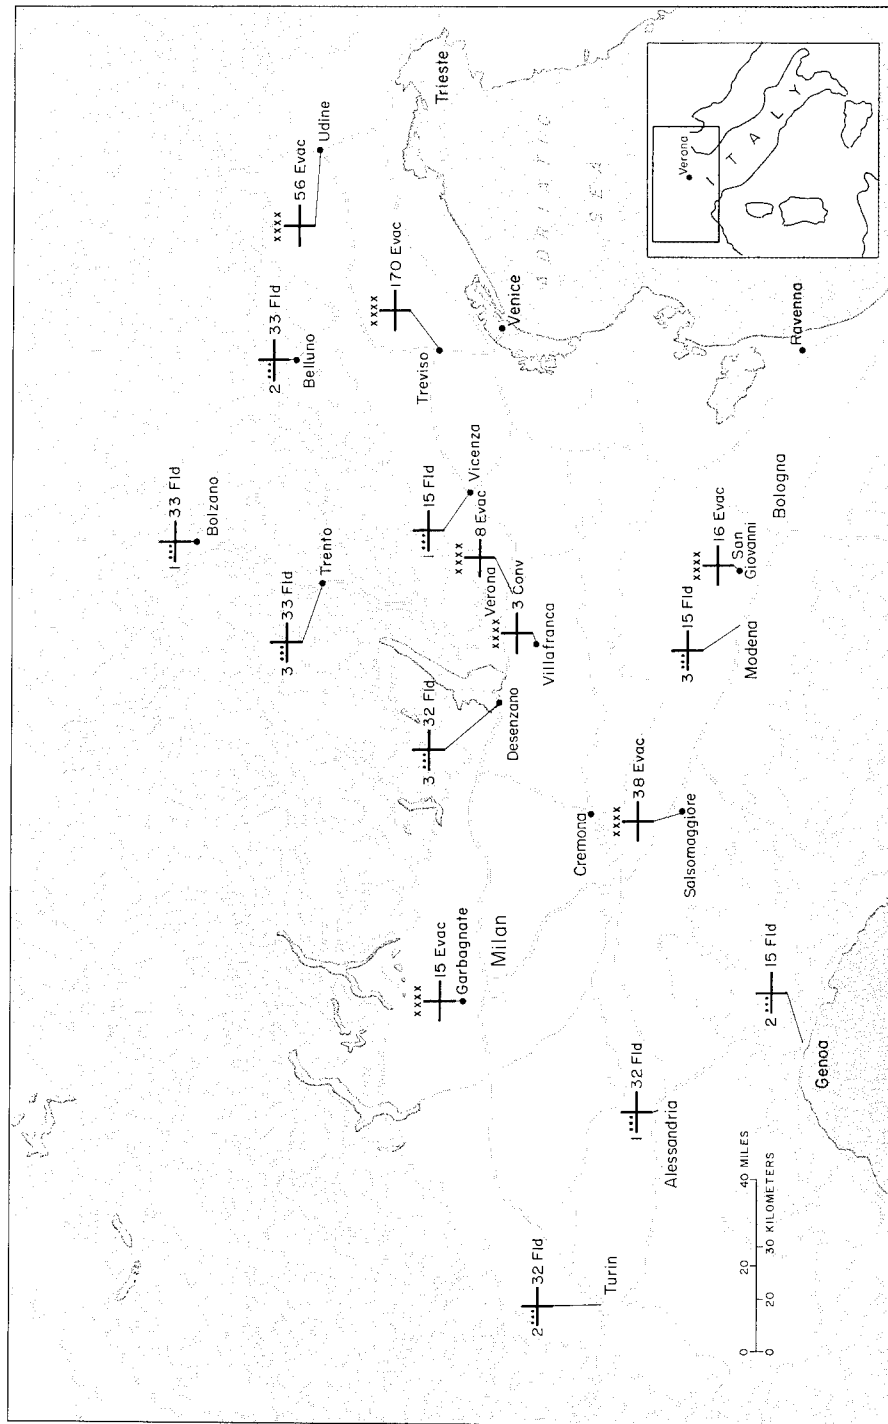 1 33 Fld
Bolzano
2 33 Fld
Belluno
xxxx
56 Evac
Udine
3 33 Fld
Trento
xxxx
170 Evac
Treviso
Trieste
xxxx
15 Evac
Garbagnate
Milan
3 32 Fld
Desenzano
1 15 Fld
Vicenza
xxxx
8 Evac
Verona
xxxx
3 Conv
Villafranca
Venice
ADRIATIC
SEA
2 32 Fld
Turin
1 32 Fld
Alessandria
Cremona
xxxx
38 Evac
Salsomaggiore
3 15 Fld
Modena
xxxx
16 Evac
San
Giovanni
Bologna
Ravenna
2 15 Fld
Genoa
0 20 40 MILES
0 20 30 KILOMETERS
Verona
ITALY